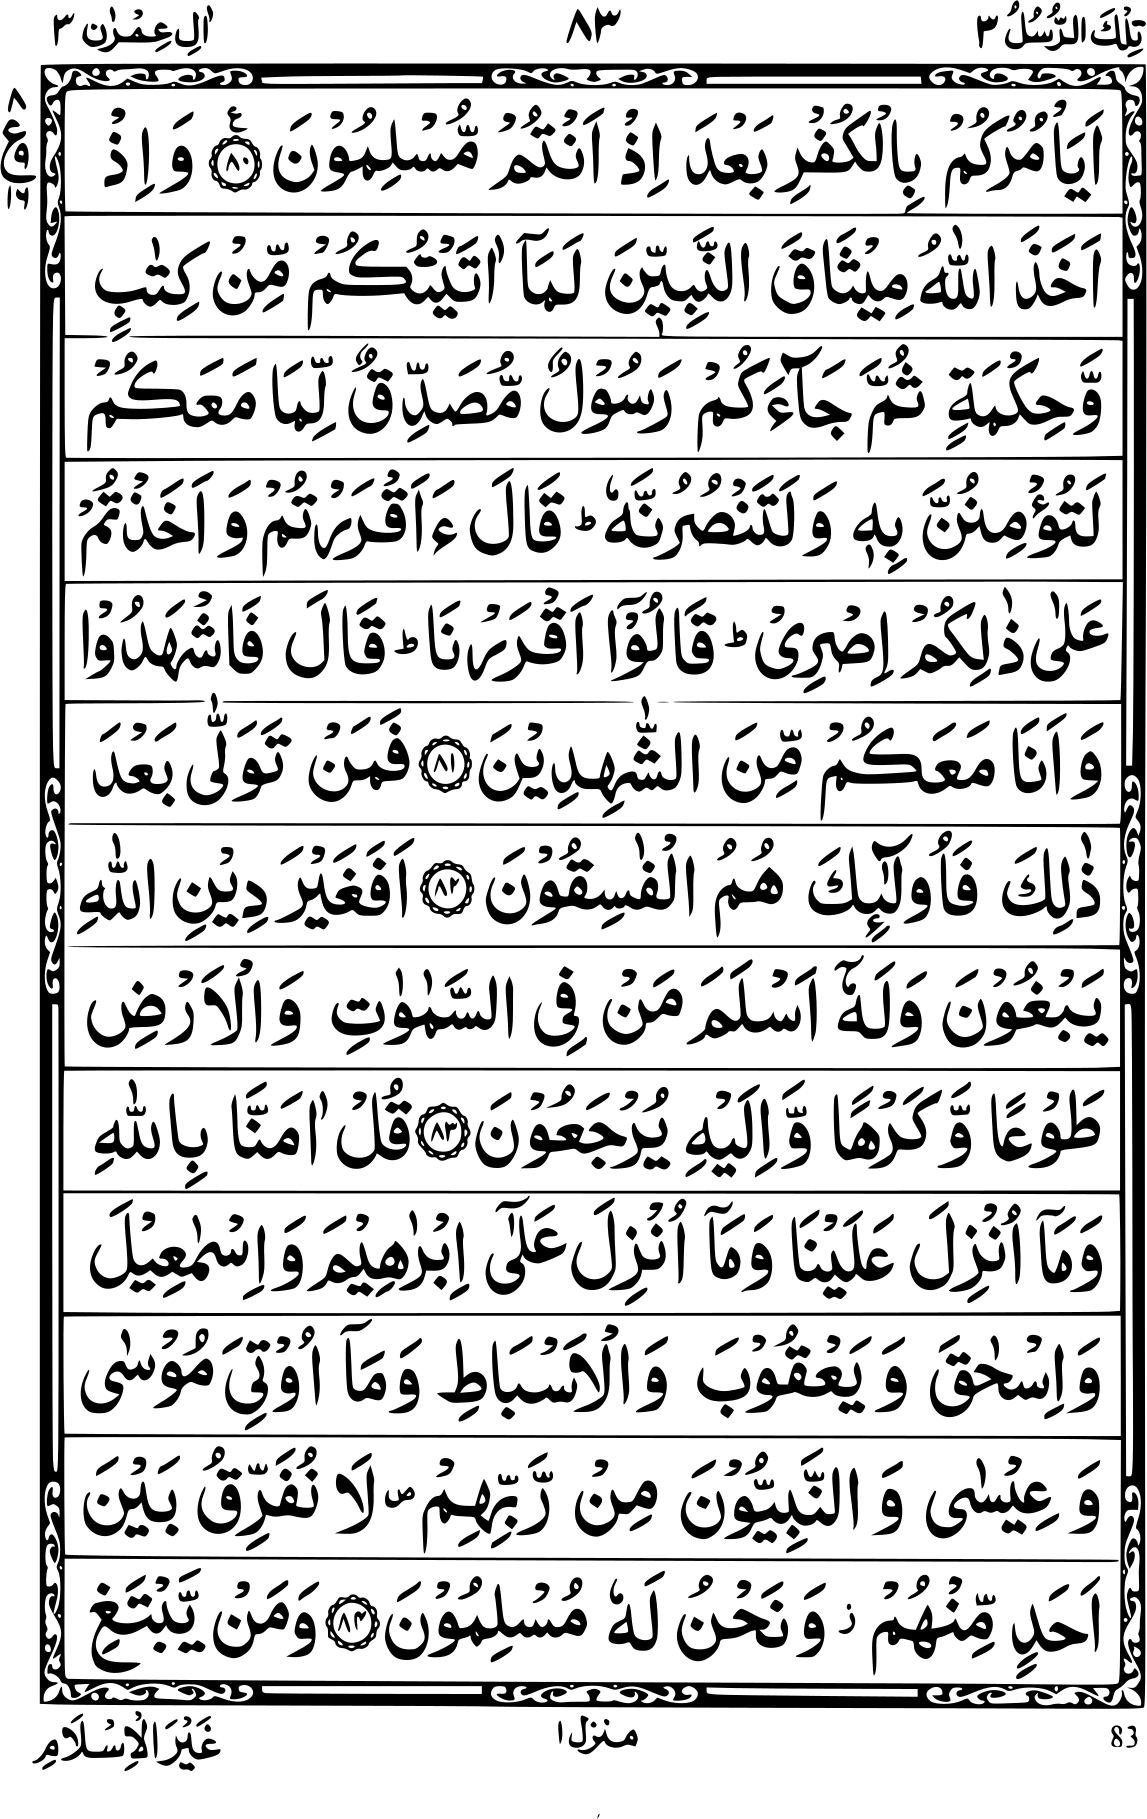 تِلْكَ الرُّسُلُ ٣ ٨٣ اٰلِ عِمْرٰن ٣
اَيَاْمُرُكُمْ بِالْكُفْرِ بَعْدَ اِذْ اَنْتُمْ مُّسْلِمُوْنَ ﴿٨٠﴾ ع وَ اِذْ
٨ ع ٩ ١٦
اَخَذَ اللّٰهُ مِيْثَاقَ النَّبِيّٖنَ لَمَاۤ اٰتَيْتُكُمْ مِّنْ كِتٰبٍ
وَّحِكْمَةٍ ثُمَّ جَآءَكُمْ رَسُوْلٌ مُّصَدِّقٌ لِّمَا مَعَكُمْ
لَتُؤْمِنُنَّ بِهٖ وَ لَتَنْصُرُنَّهٗ ؕ قَالَ ءَاَقْرَرْتُمْ وَ اَخَذْتُمْ
عَلٰى ذٰلِكُمْ اِصْرِىْ ؕ قَالُوْۤا اَقْرَرْنَا ؕ قَالَ فَاشْهَدُوْا
وَ اَنَا مَعَكُمْ مِّنَ الشّٰهِدِيْنَ ﴿٨١﴾ فَمَنْ تَوَلّٰى بَعْدَ
ذٰلِكَ فَاُولٰٓئِكَ هُمُ الْفٰسِقُوْنَ ﴿٨٢﴾ اَفَغَيْرَ دِيْنِ اللّٰهِ
يَبْغُوْنَ وَلَهٗۤ اَسْلَمَ مَنْ فِى السَّمٰوٰتِ وَالْاَرْضِ
طَوْعًا وَّكَرْهًا وَّاِلَيْهِ يُرْجَعُوْنَ ﴿٨٣﴾ قُلْ اٰمَنَّا بِاللّٰهِ
وَمَاۤ اُنْزِلَ عَلَيْنَا وَمَاۤ اُنْزِلَ عَلٰٓى اِبْرٰهِيْمَ وَ اِسْمٰعِيْلَ
وَاِسْحٰقَ وَ يَعْقُوْبَ وَالْاَسْبَاطِ وَ مَاۤ اُوْتِىَ مُوْسٰى
وَ عِيْسٰى وَ النَّبِيُّوْنَ مِنْ رَّبِّهِمْ ۖ لَا نُفَرِّقُ بَيْنَ
اَحَدٍ مِّنْهُمْ ز وَ نَحْنُ لَهٗ مُسْلِمُوْنَ ﴿٨٤﴾ وَمَنْ يَّبْتَغِ
83 منزل ١ غَيْرَ الْاِسْلَامِ